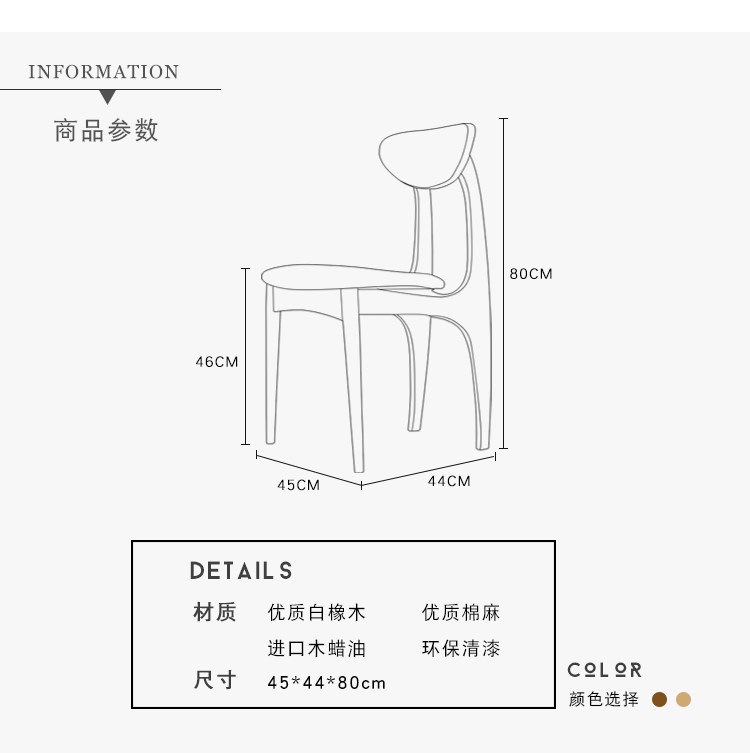 INFORMATION
商品参数
80CM
46CM
45CM
44CM
DETAILS
材质 优质白橡木 优质棉麻
进口木蜡油 环保清漆
尺寸 45*44*80cm
COLOR
颜色选择